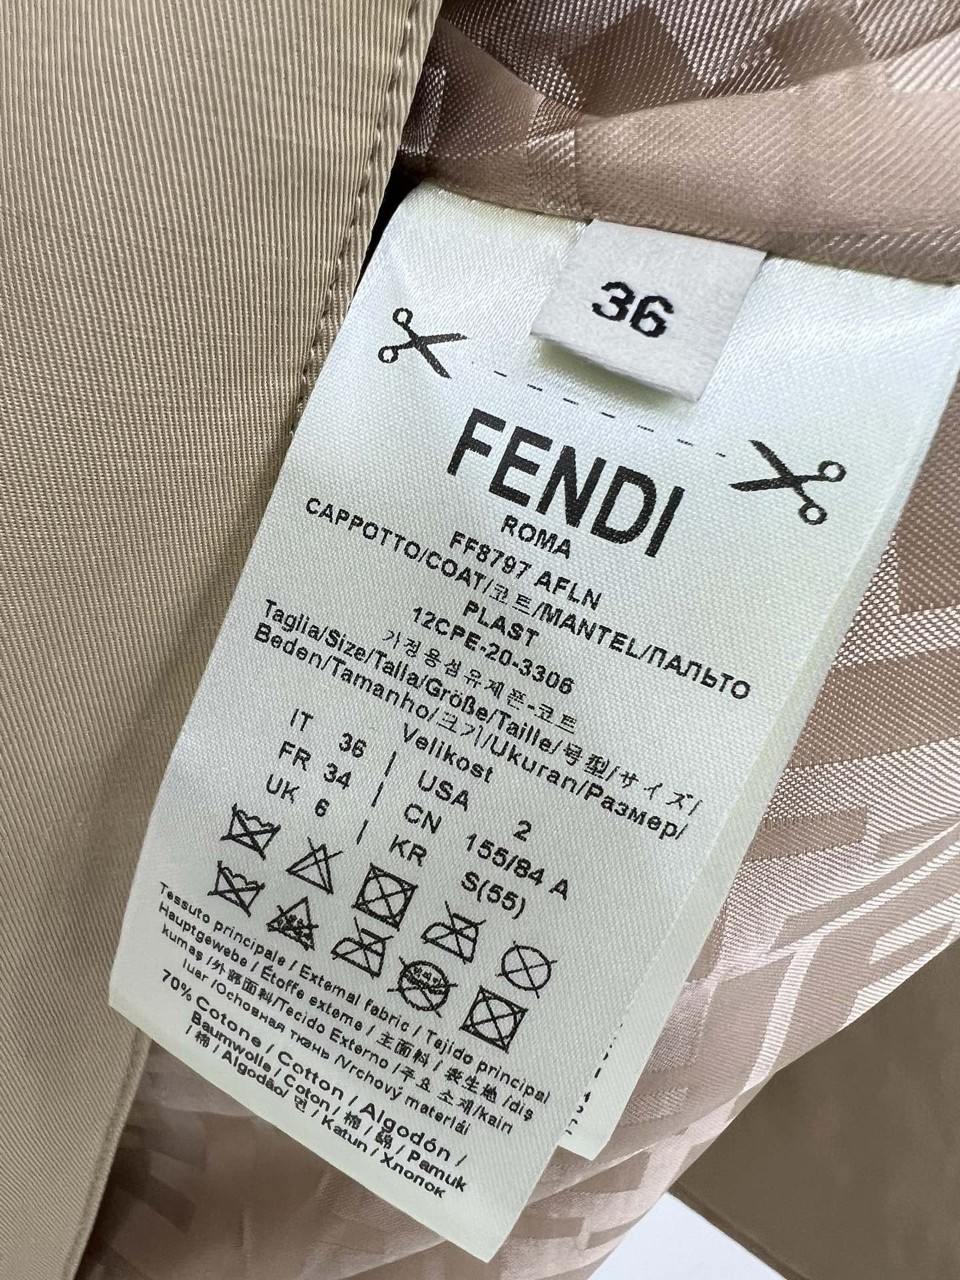 36
FENDI
ROMA
FF8797 AFLN
CAPPOTTO/COAT/코트/MANTEL/ПАЛЬТО
PLAST
12CPE-20-3306
가정용섬유제품-코트
Taglia/Size/Talla/Größe/Taille/号型/サイズ/
Beden/Tamanho/크기/Ukuran/Размер/
Velikost
IT 36 | USA 2
FR 34 | CN 155/84 A
UK 6 | KR S(55)
Tessuto principale / External fabric / Tejido principal
Hauptgewebe / Étoffe externe / 主面料 / 表生地 /diş
kumaş /外部面料/Tecido Externo /주요 소재/kain
luar /Основная ткань /Vrchový materiál
70% Cotone / Cotton / Algodón /
Baumwolle / Coton / 棉 / 綿 / Pamuk
/ 棉 / Algodão/ 면 / Katun / Хлопок